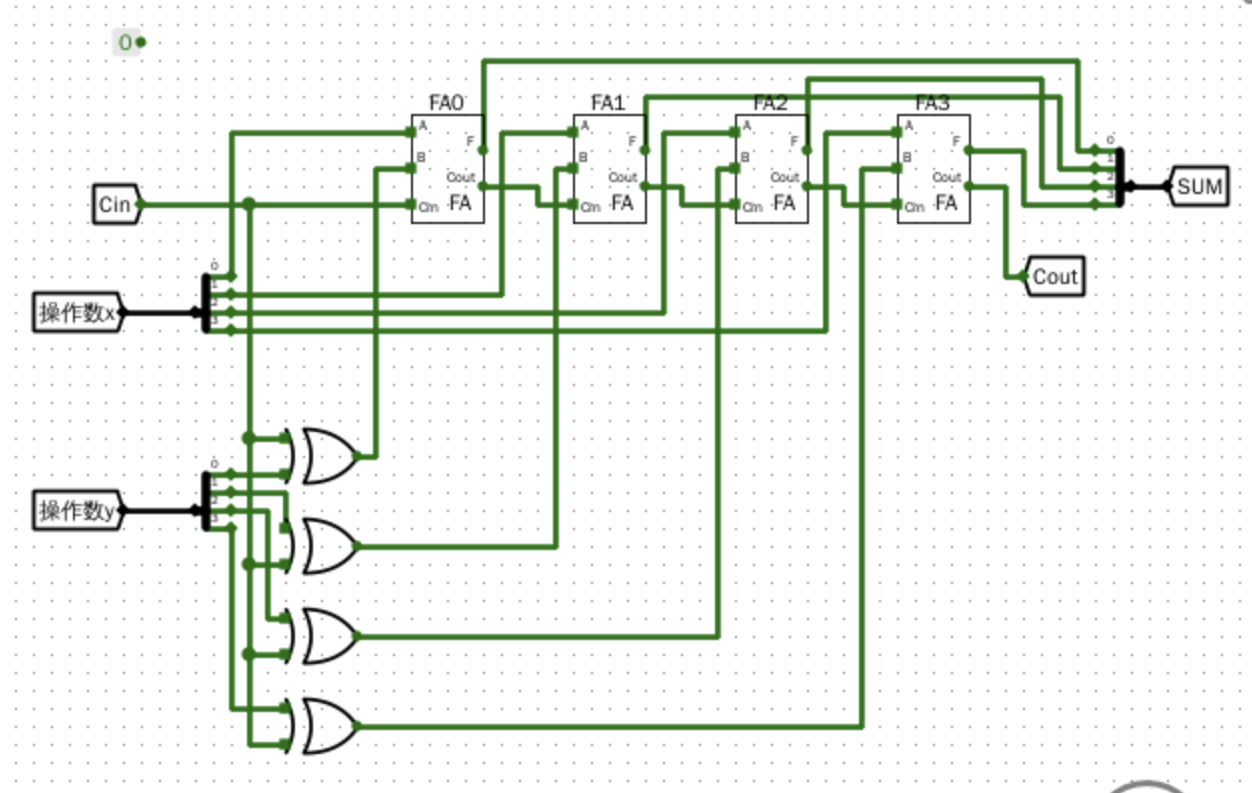 0
FA0 FA1 FA2 FA3
A A A A
F F F F
B B B B
Cout Cout Cout Cout
Cin Cin Cin Cin
FA FA FA FA
Cin
SUM
0
1
2
3
Cout
操作数x
0
1
2
3
操作数y
0
1
2
3